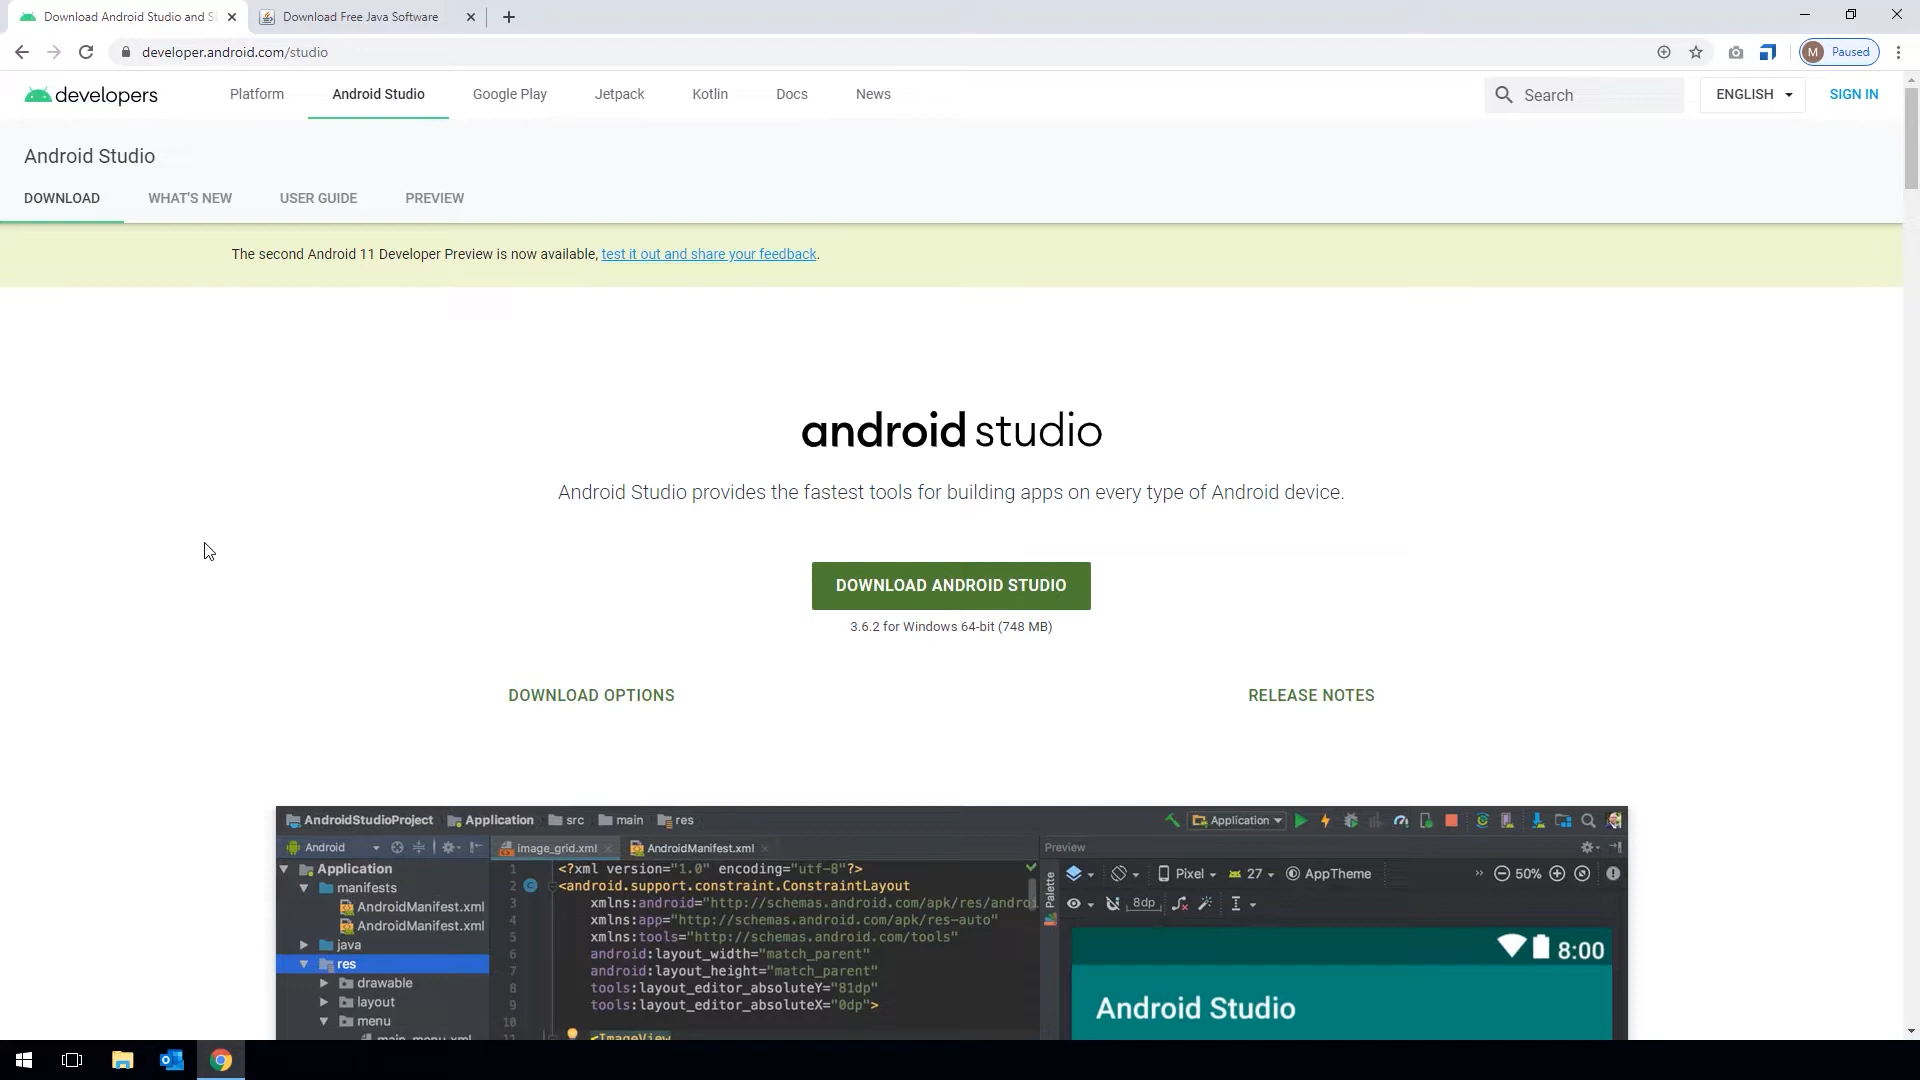 Download Android Studio and SD
Download Free Java Software
developer.android.com/studio
M Paused
developers
Platform
Android Studio
Google Play
Jetpack
Kotlin
Docs
News
Search
ENGLISH
SIGN IN
Android Studio
DOWNLOAD
WHAT'S NEW
USER GUIDE
PREVIEW
The second Android 11 Developer Preview is now available, test it out and share your feedback.
android studio
Android Studio provides the fastest tools for building apps on every type of Android device.
DOWNLOAD ANDROID STUDIO
3.6.2 for Windows 64-bit (748 MB)
DOWNLOAD OPTIONS
RELEASE NOTES
AndroidStudioProject Application src main res
Application
Android
image_grid.xml
AndroidManifest.xml
Preview
Application
manifests
AndroidManifest.xml
AndroidManifest.xml
java
res
drawable
layout
menu
main_menu.xml
1 <?xml version="1.0" encoding="utf-8"?>
2 <android.support.constraint.ConstraintLayout
3 xmlns:android="http://schemas.android.com/apk/res/androi
4 xmlns:app="http://schemas.android.com/apk/res-auto"
5 xmlns:tools="http://schemas.android.com/tools"
6 android:layout_width="match_parent"
7 android:layout_height="match_parent"
8 tools:layout_editor_absoluteY="81dp"
9 tools:layout_editor_absoluteX="0dp">
10
11 <ImageView
Palette
Pixel 27 AppTheme 50%
8dp
8:00
Android Studio